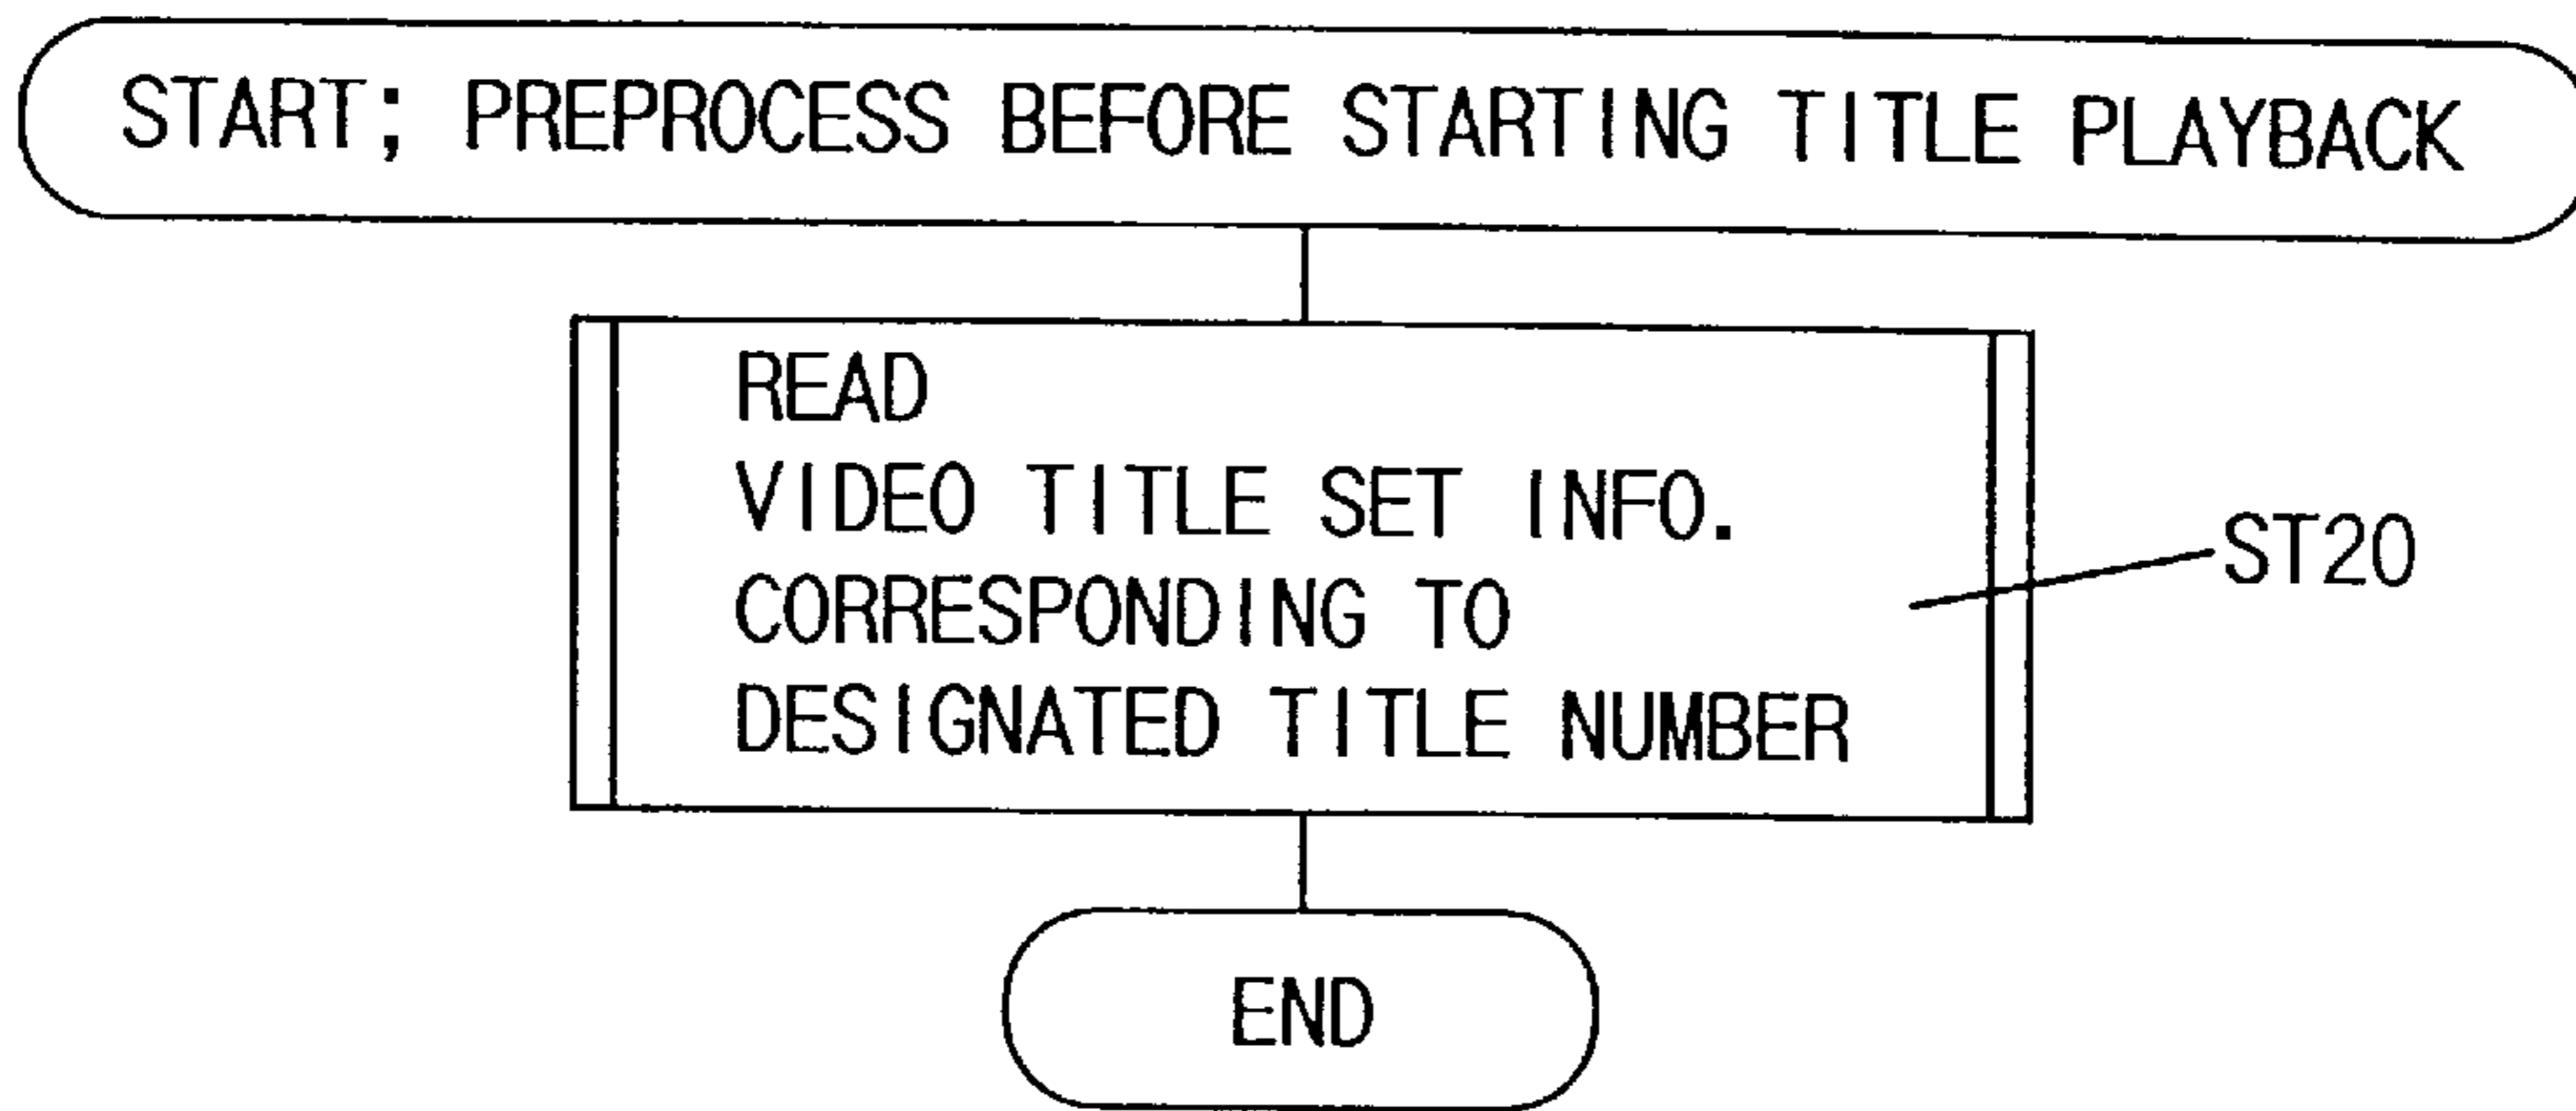 START; PREPROCESS BEFORE STARTING TITLE PLAYBACK
READ
VIDEO TITLE SET INFO.
CORRESPONDING TO
DESIGNATED TITLE NUMBER
ST20
END